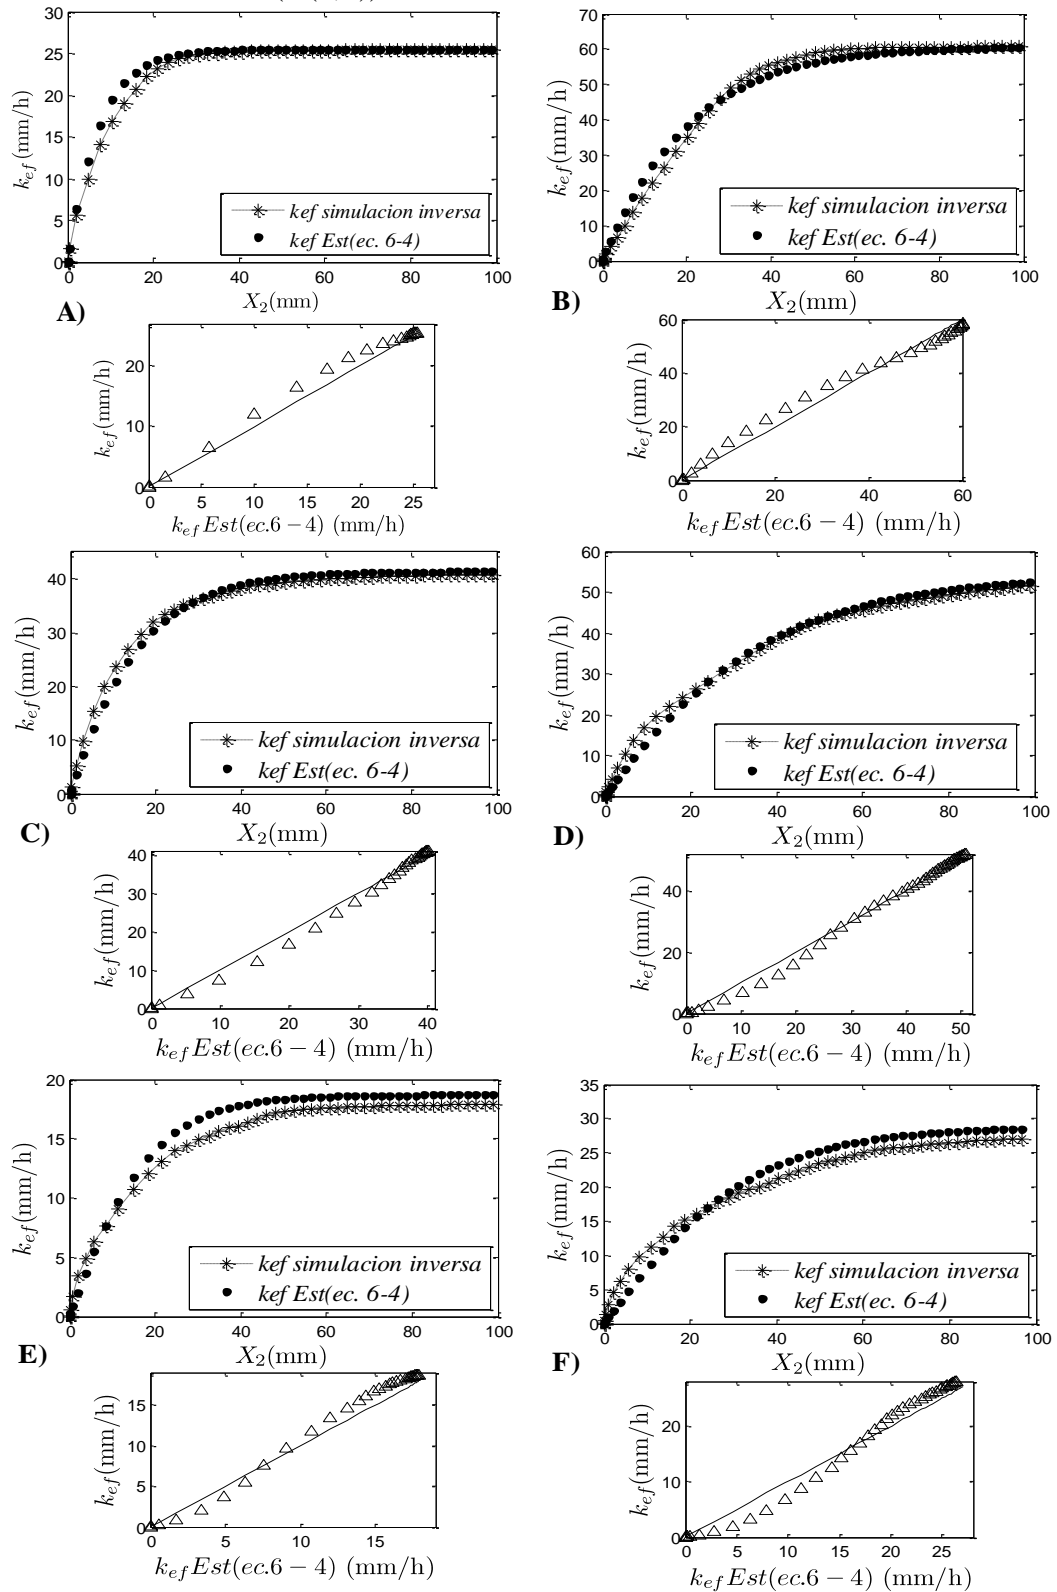 30
25
20
15
10
5
0
k_ef (mm/h)
kef simulacion inversa
kef Est(ec. 6-4)
0 20 40 60 80 100
X_2(mm)
A)
20
10
0
k_ef(mm/h)
0 5 10 15 20 25
k_ef Est(ec.6 − 4) (mm/h)
70
60
50
40
30
20
10
0
k_ef(mm/h)
kef simulacion inversa
kef Est(ec. 6-4)
0 20 40 60 80 100
X_2(mm)
B)
60
40
20
0
k_ef(mm/h)
0 20 40 60
k_ef Est(ec.6 − 4) (mm/h)
40
30
20
10
0
k_ef(mm/h)
kef simulacion inversa
kef Est(ec. 6-4)
0 20 40 60 80 100
X_2(mm)
C)
40
30
20
10
0
k_ef(mm/h)
0 10 20 30 40
k_ef Est(ec.6 − 4) (mm/h)
60
50
40
30
20
10
0
k_ef(mm/h)
kef simulacion inversa
kef Est(ec. 6-4)
0 20 40 60 80 100
X_2(mm)
D)
40
20
0
k_ef(mm/h)
0 10 20 30 40 50
k_ef Est(ec.6 − 4) (mm/h)
20
15
10
5
0
k_ef(mm/h)
kef simulacion inversa
kef Est(ec. 6-4)
0 20 40 60 80 100
X_2(mm)
E)
15
10
5
0
k_ef(mm/h)
0 5 10 15
k_ef Est(ec.6 − 4) (mm/h)
35
30
25
20
15
10
5
0
k_ef(mm/h)
kef simulacion inversa
kef Est(ec. 6-4)
0 20 40 60 80 100
X_2(mm)
F)
20
10
0
k_ef(mm/h)
0 5 10 15 20 25
k_ef Est(ec.6 − 4) (mm/h)